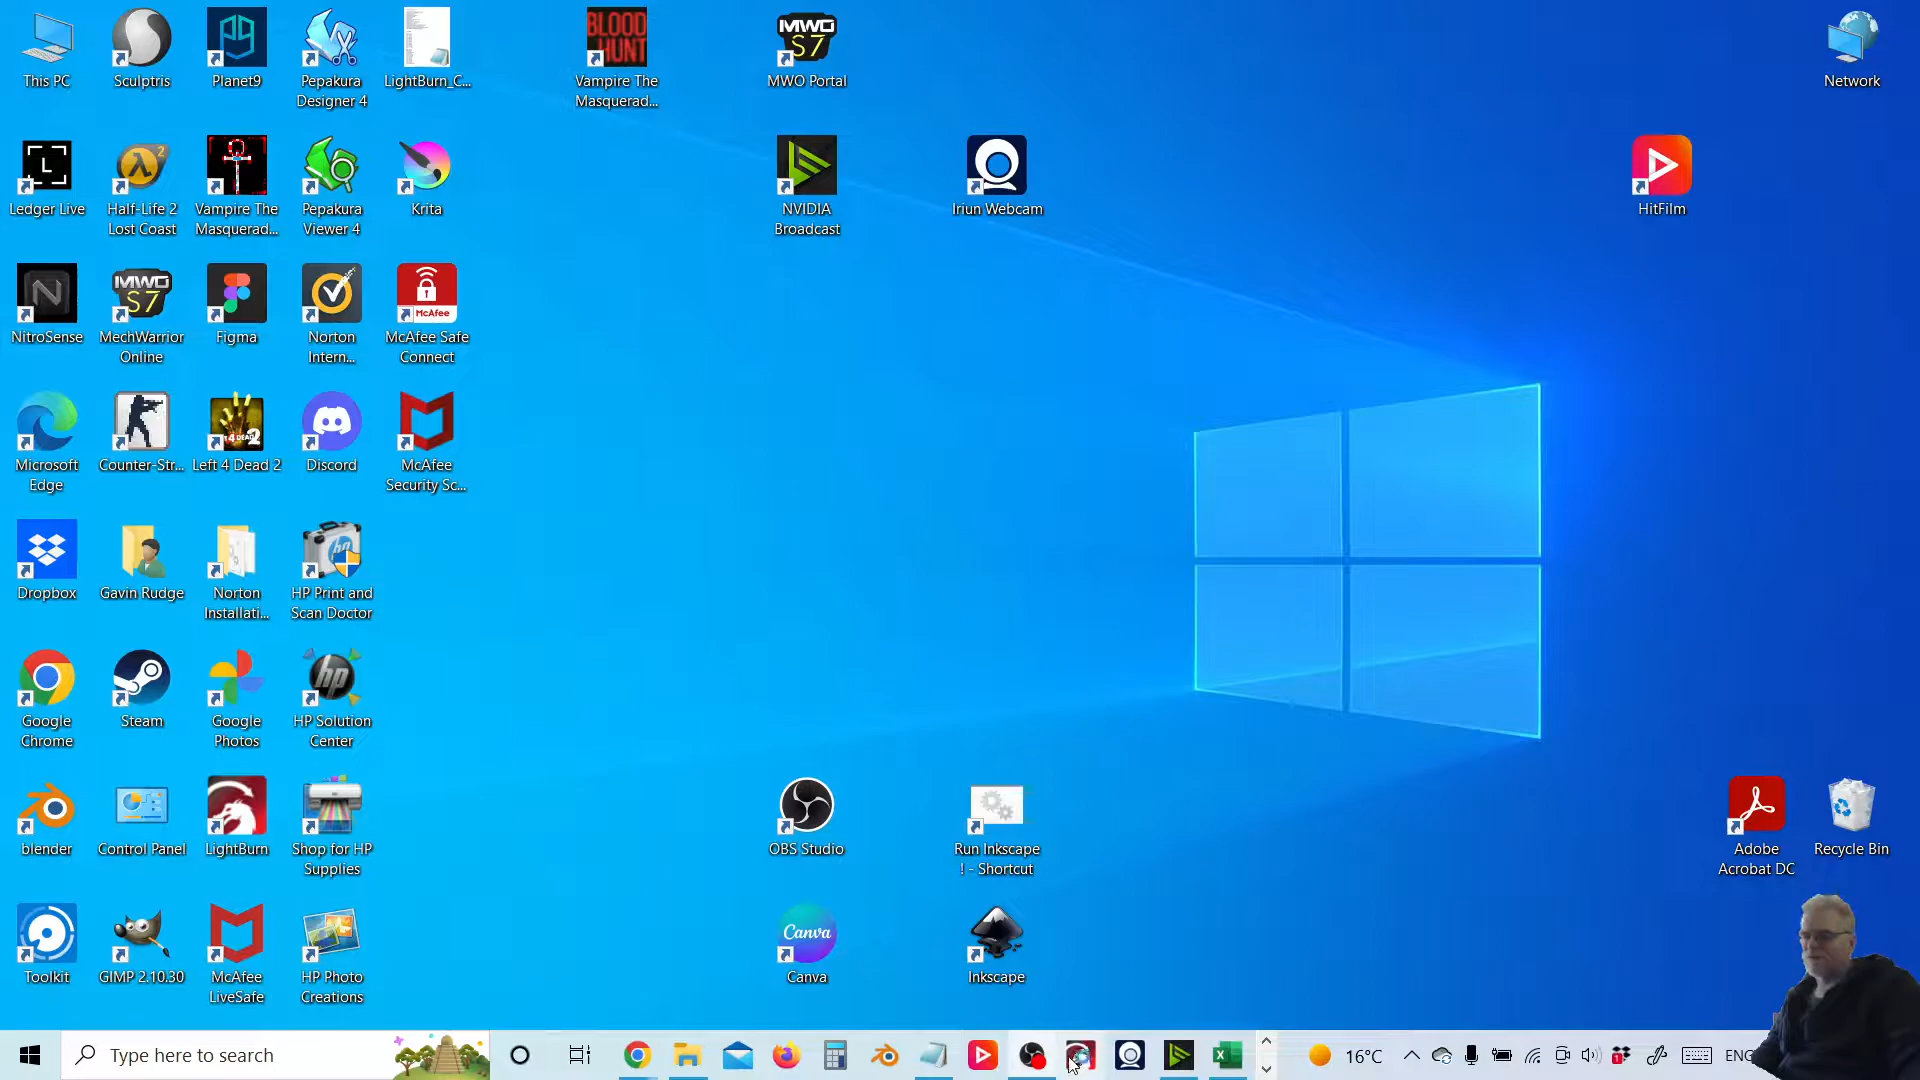 This PC
Sculptris
Planet9
Pepakura
Designer 4
LightBurn_C...
BLOOD
HUNT
Vampire The
Masquerad...
MWO
S7
MWO Portal
Network
L
Ledger Live
2
Half-Life 2
Lost Coast
Vampire The
Masquerad...
Pepakura
Viewer 4
Krita
NVIDIA
Broadcast
Iriun Webcam
HitFilm
N
NitroSense
MWO
S7
MechWarrior
Online
Figma
Norton
Intern...
McAfee
McAfee Safe
Connect
Microsoft
Edge
Counter-Str...
4 DEAD 2
Left 4 Dead 2
Discord
McAfee
Security Sc...
Dropbox
Gavin Rudge
Norton
Installati...
hp
HP Print and
Scan Doctor
Google
Chrome
Steam
Google
Photos
hp
HP Solution
Center
blender
Control Panel
LightBurn
Shop for HP
Supplies
OBS Studio
Run Inkscape
! - Shortcut
Adobe
Acrobat DC
Recycle Bin
Toolkit
GIMP 2.10.30
McAfee
LiveSafe
HP Photo
Creations
Canva
Canva
Inkscape
Type here to search
16°C
ENG